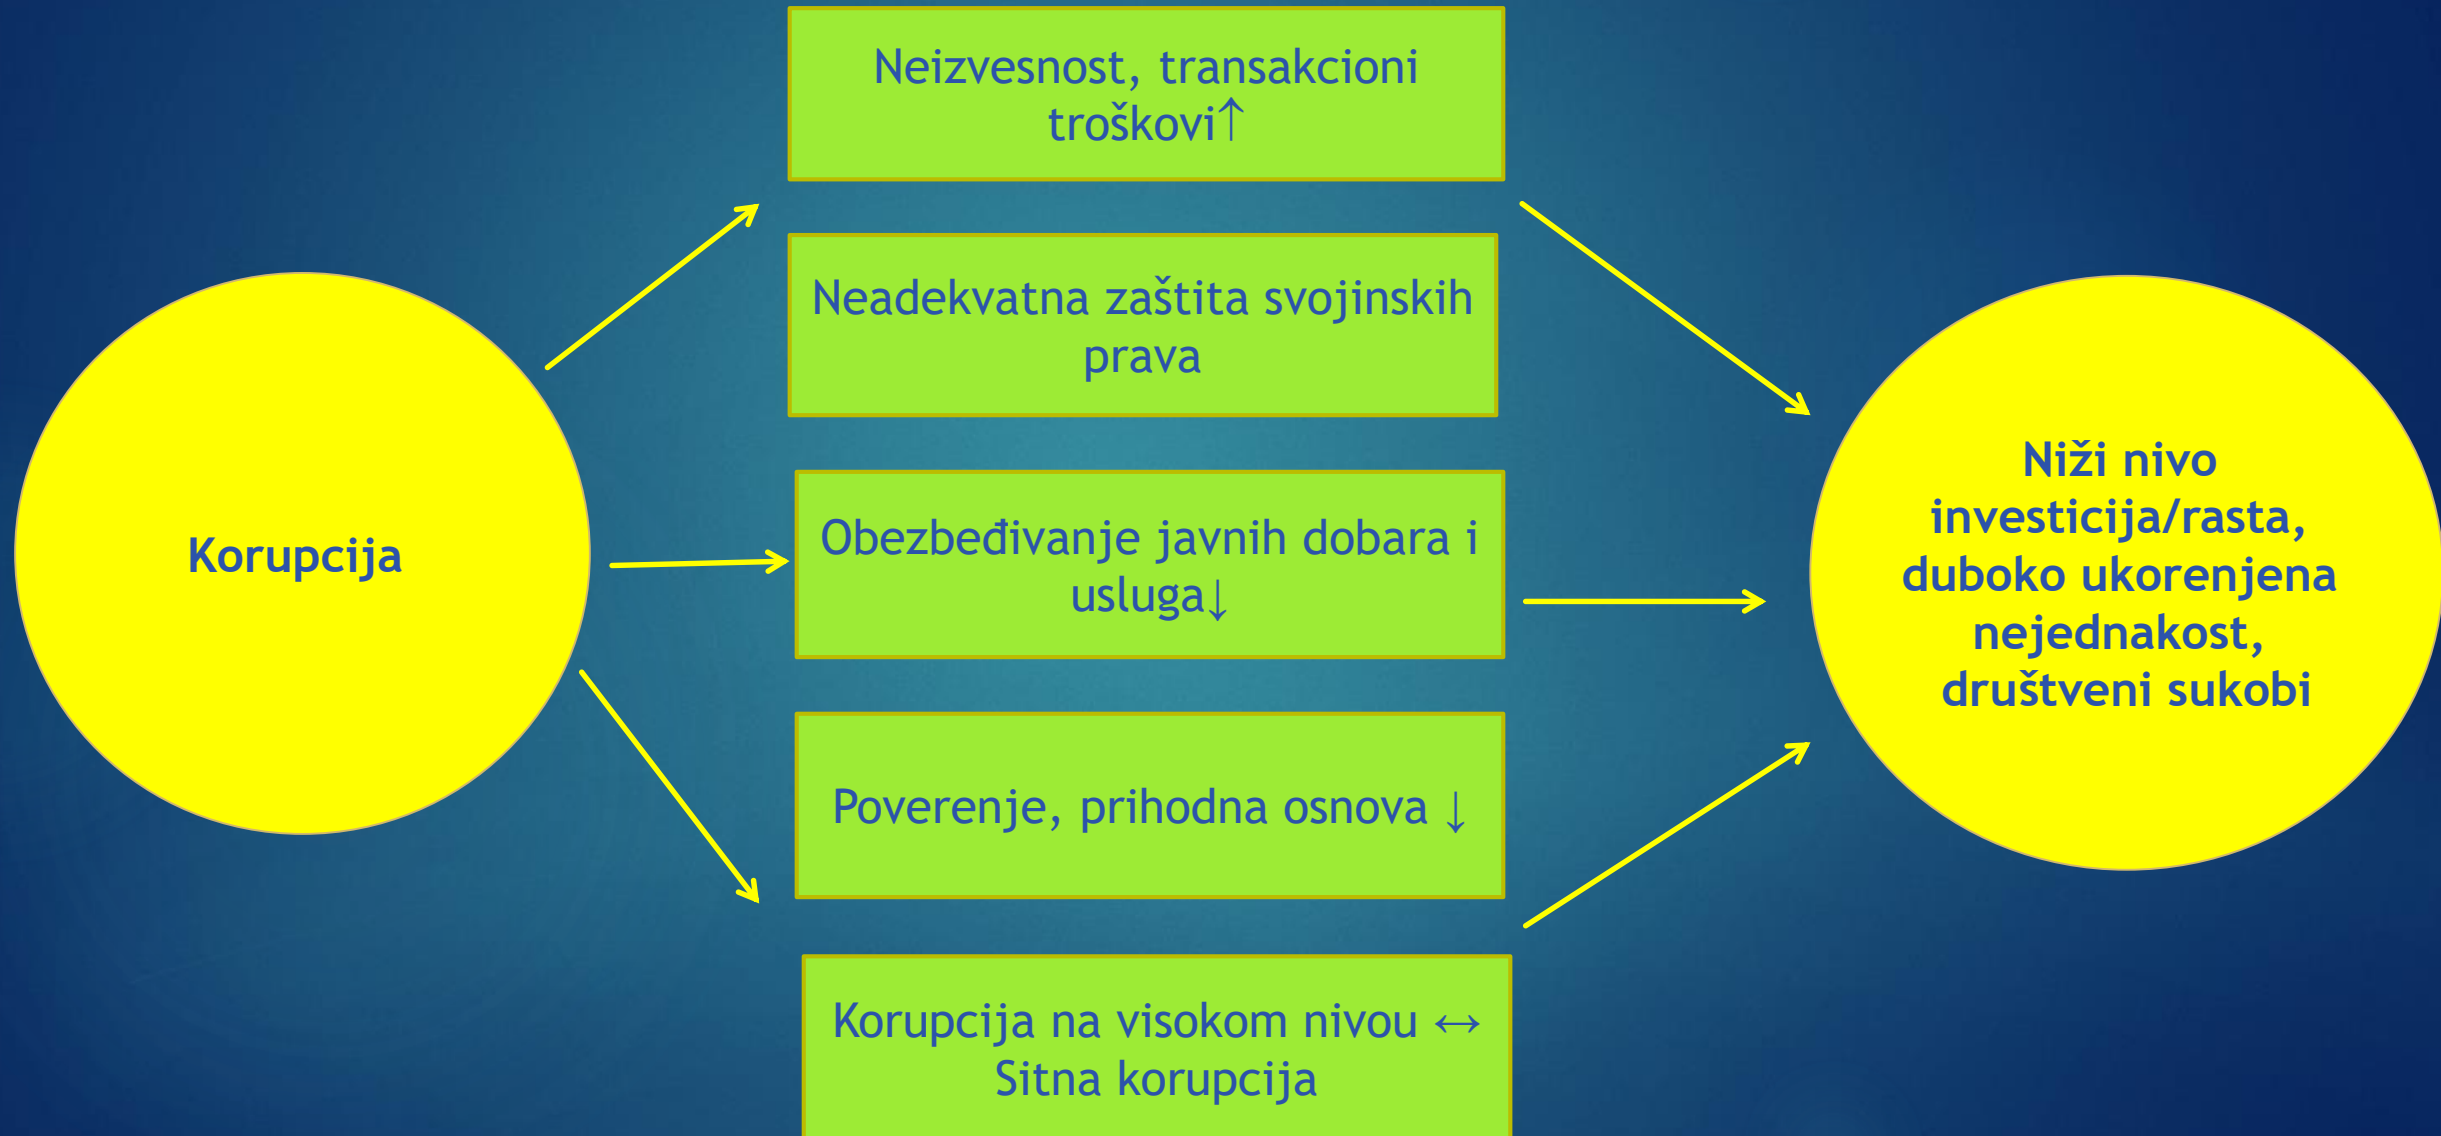 Neizvesnost, transakcioni
troškovi↑
Neadekvatna zaštita svojinskih
prava
Korupcija
Obezbeđivanje javnih dobara i
usluga↓
Niži nivo
investicija/rasta,
duboko ukorenjena
nejednakost,
društveni sukobi
Poverenje, prihodna osnova ↓
Korupcija na visokom nivou ↔
Sitna korupcija